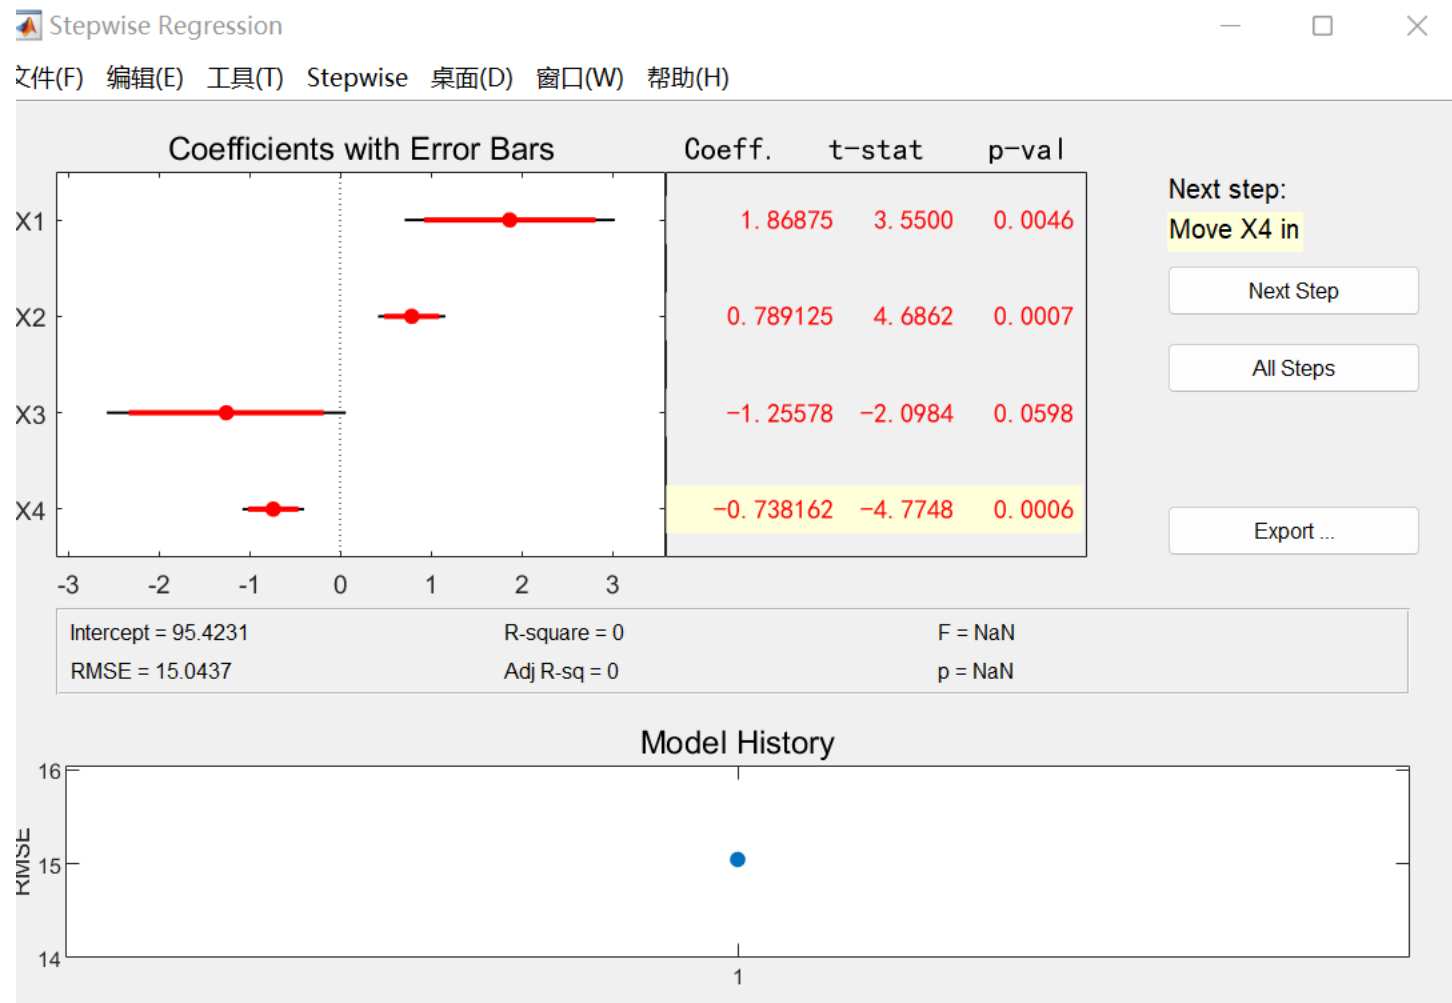 Stepwise Regression
文件(F) 编辑(E) 工具(T) Stepwise 桌面(D) 窗口(W) 帮助(H)
Coefficients with Error Bars Coeff. t-stat p-val
Next step:
Move X4 in
X1 1.86875 3.5500 0.0046
Next Step
X2 0.789125 4.6862 0.0007
All Steps
X3 -1.25578 -2.0984 0.0598
X4 -0.738162 -4.7748 0.0006
Export ...
-3 -2 -1 0 1 2 3
Intercept = 95.4231 R-square = 0 F = NaN
RMSE = 15.0437 Adj R-sq = 0 p = NaN
Model History
16
15
14
RMSE
1